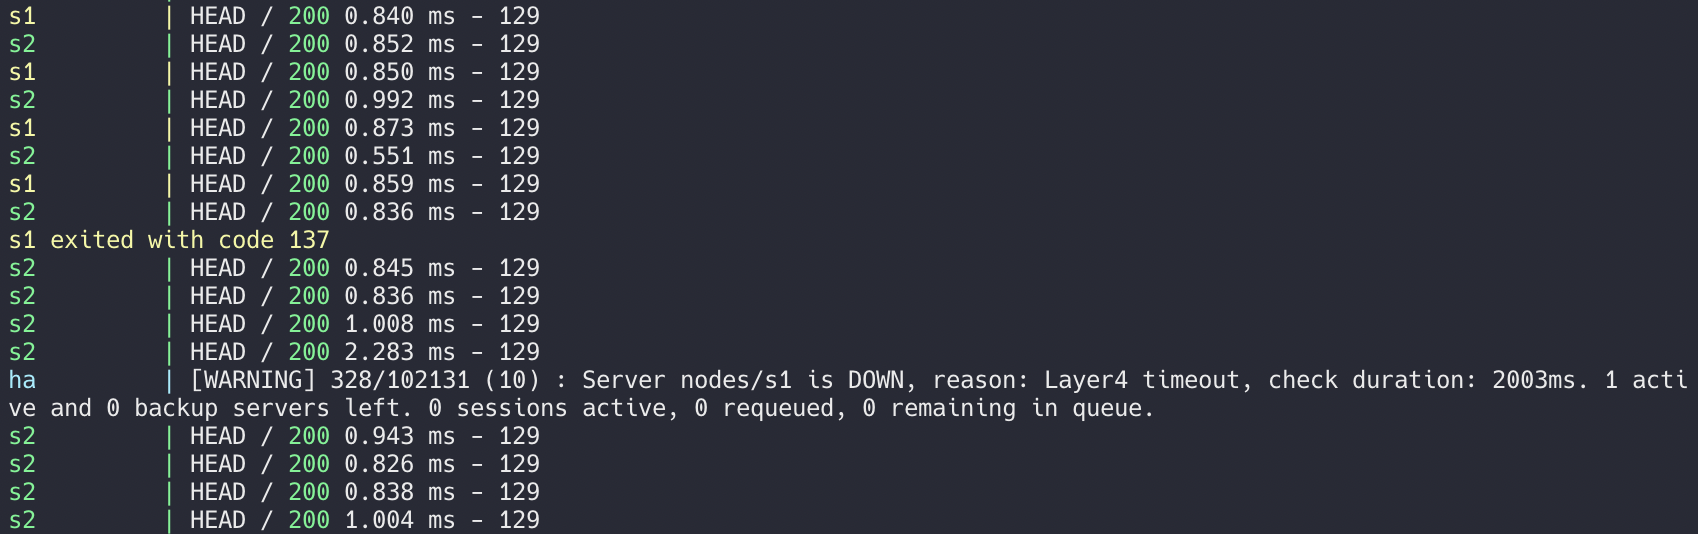 s1 | HEAD / 200 0.840 ms - 129
s2 | HEAD / 200 0.852 ms - 129
s1 | HEAD / 200 0.850 ms - 129
s2 | HEAD / 200 0.992 ms - 129
s1 | HEAD / 200 0.873 ms - 129
s2 | HEAD / 200 0.551 ms - 129
s1 | HEAD / 200 0.859 ms - 129
s2 | HEAD / 200 0.836 ms - 129
s1 exited with code 137
s2 | HEAD / 200 0.845 ms - 129
s2 | HEAD / 200 0.836 ms - 129
s2 | HEAD / 200 1.008 ms - 129
s2 | HEAD / 200 2.283 ms - 129
ha | [WARNING] 328/102131 (10) : Server nodes/s1 is DOWN, reason: Layer4 timeout, check duration: 2003ms. 1 acti
ve and 0 backup servers left. 0 sessions active, 0 requeued, 0 remaining in queue.
s2 | HEAD / 200 0.943 ms - 129
s2 | HEAD / 200 0.826 ms - 129
s2 | HEAD / 200 0.838 ms - 129
s2 | HEAD / 200 1.004 ms - 129